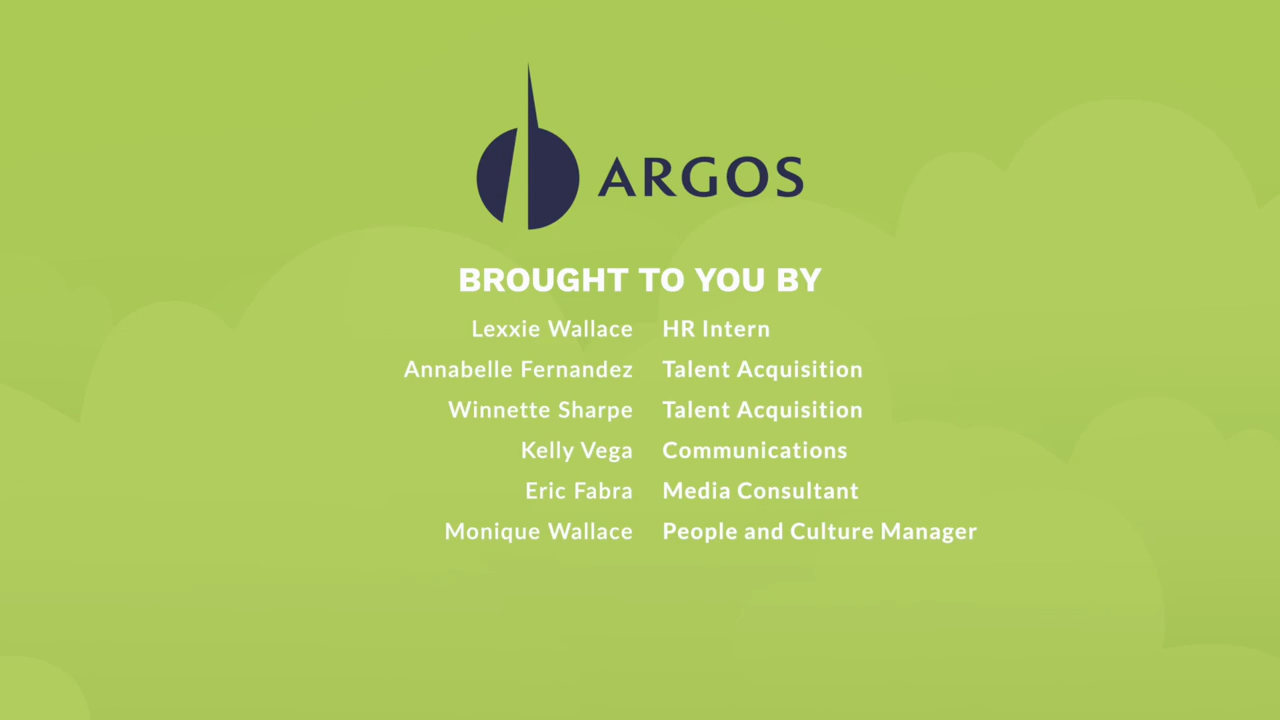 ARGOS
BROUGHT TO YOU BY
Lexxie Wallace HR Intern
Annabelle Fernandez Talent Acquisition
Winnette Sharpe Talent Acquisition
Kelly Vega Communications
Eric Fabra Media Consultant
Monique Wallace People and Culture Manager